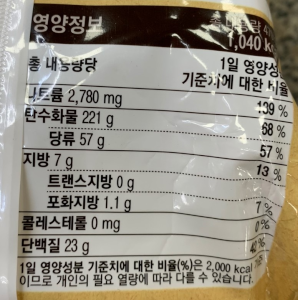 영양정보
총 내용량
1,040 kc
총 내용량당
1일 영양성
기준치에 대한 비율
나트륨 2,780 mg 139 %
탄수화물 221 g 68 %
당류 57 g 57 %
지방 7 g 13 %
트랜스지방 0 g
포화지방 1.1 g 7 %
콜레스테롤 0 mg 0 %
단백질 23 g
1일 영양성분 기준치에 대한 비율(%)은 2,000 kcal
이므로 개인의 필요 열량에 따라 다를 수 있습니다.